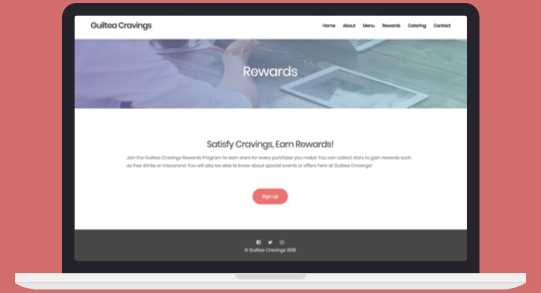 Guiltea Cravings
Home About Menu Rewards Catering Contact
Rewards
Satisfy Cravings, Earn Rewards!
Join the Guiltea Cravings Rewards Program to earn stars for every purchase you make! You can collect stars to gain rewards such
as free drinks or macarons! You will also be able to know about special events or offers here at Guiltea Cravings!
Sign up
© Guiltea Cravings 2018